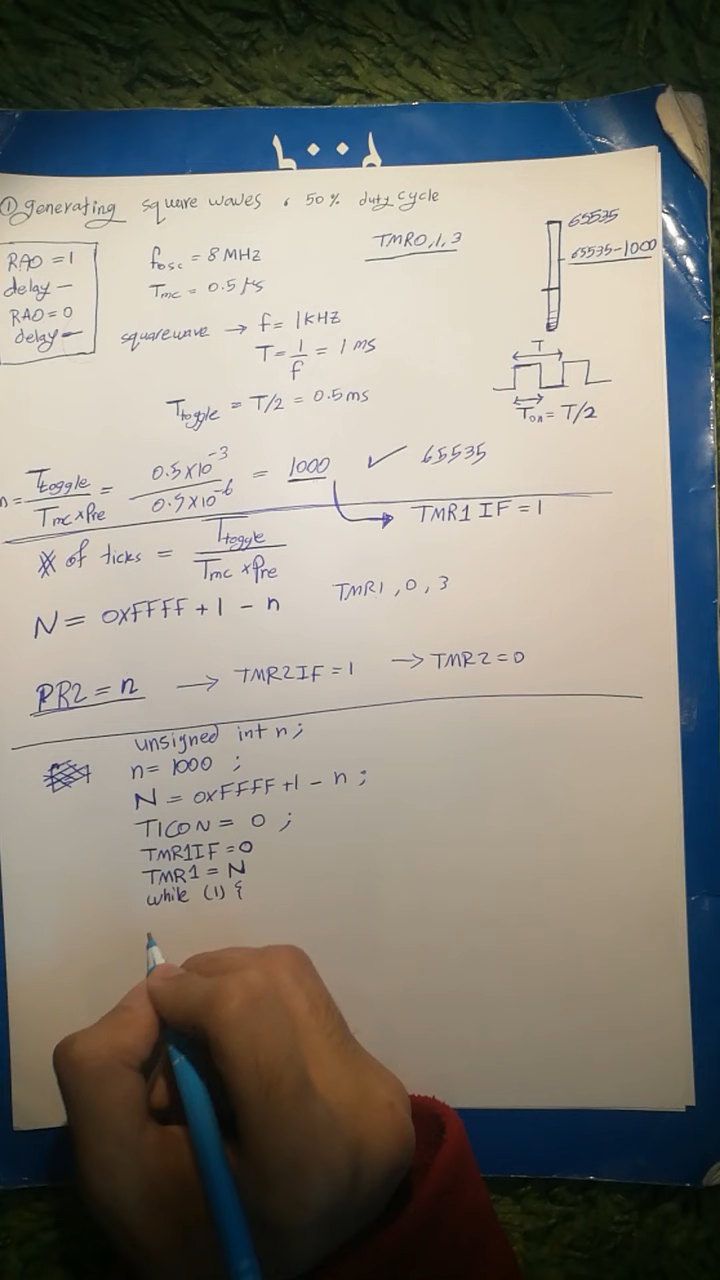 ① generating square waves , 50% duty cycle
RA0 = 1
delay —
RA0 = 0
delay —
fosc = 8 MHz
Tmc = 0.5 µs
TMR0,1,3
65535
65535-1000
squarewave → f = 1KHZ
T = 1/f = 1 ms
Ttoggle = T/2 = 0.5 ms
T
Ton = T/2
n = Ttoggle / Tmc x Pre = 0.5x10⁻³ / 0.5x10⁻⁶ = 1000 ✓ 65535
TMR1IF = 1
# of ticks = Ttoggle / Tmc x Pre
N = 0xFFFF + 1 - n TMR1, 0, 3
PR2 = n → TMR2IF = 1 → TMR2 = 0
unsigned int n;
n = 1000 ;
N = 0xFFFF +1 - n ;
T1CON = 0 ;
TMR1IF = 0
TMR1 = N
while (1) {